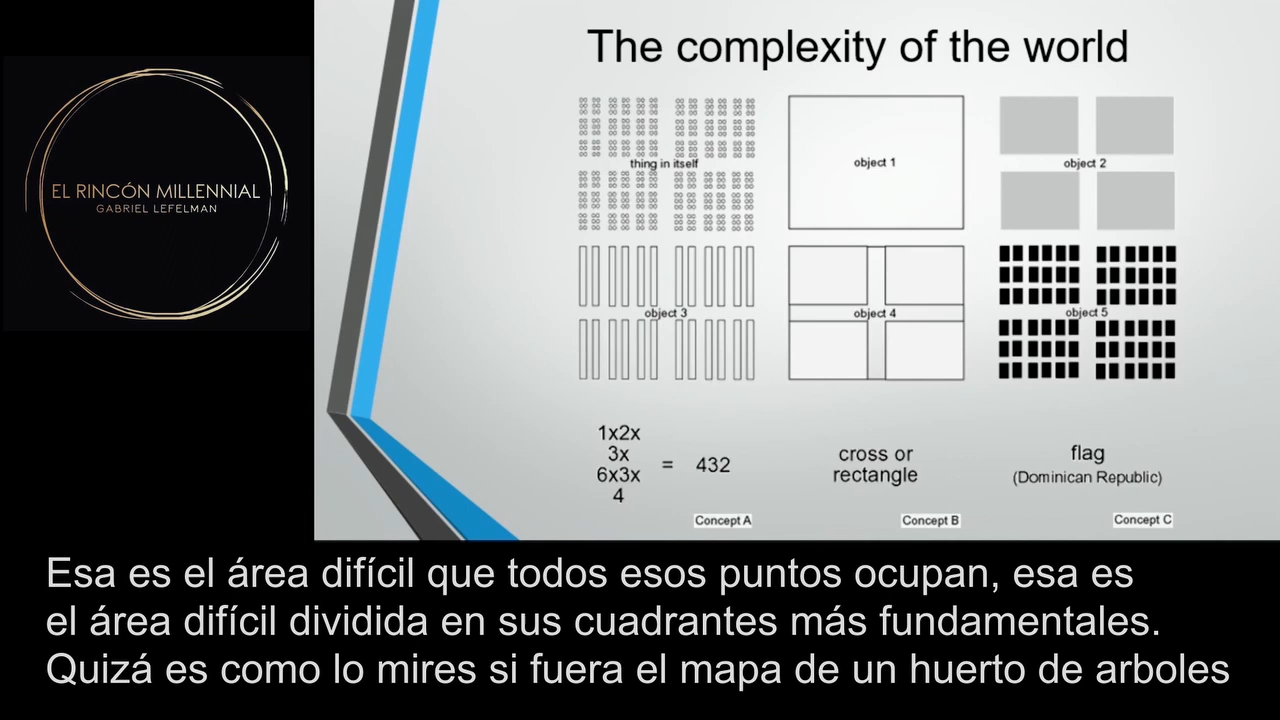 EL RINCÓN MILLENNIAL
GABRIEL LEFELMAN
The complexity of the world
thing in itself
object 1
object 2
object 3
object 4
object 5
1x2x
3x
6x3x
4
= 432
cross or
rectangle
flag
(Dominican Republic)
Concept A
Concept B
Concept C
Esa es el área difícil que todos esos puntos ocupan, esa es
el área difícil dividida en sus cuadrantes más fundamentales.
Quizá es como lo mires si fuera el mapa de un huerto de arboles